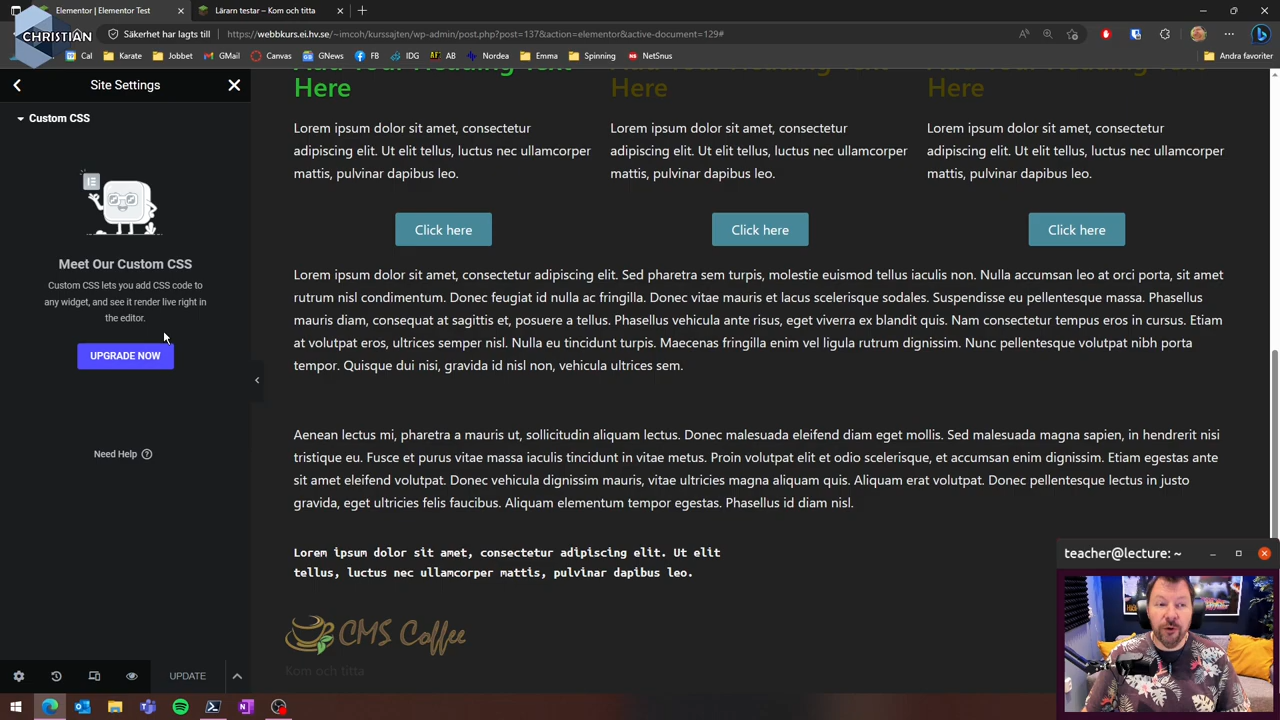 Elementor | Elementor Test
Lärarn testar – Kom och titta
CHRISTIAN
Säkerhet har lagts till
https://webbkurs.ei.hv.se/~imcoh/kurssajten/wp-admin/post.php?post=137&action=elementor&active-document=129#
Cal
Karate
Jobbet
GMail
Canvas
GNews
FB
IDG
AB
Nordea
Emma
Spinning
NetSnus
Andra favoriter
Site Settings
Custom CSS
Meet Our Custom CSS
Custom CSS lets you add CSS code to
any widget, and see it render live right in
the editor.
UPGRADE NOW
Need Help
UPDATE
Here
Here
Here
Lorem ipsum dolor sit amet, consectetur
adipiscing elit. Ut elit tellus, luctus nec ullamcorper
mattis, pulvinar dapibus leo.
Lorem ipsum dolor sit amet, consectetur
adipiscing elit. Ut elit tellus, luctus nec ullamcorper
mattis, pulvinar dapibus leo.
Lorem ipsum dolor sit amet, consectetur
adipiscing elit. Ut elit tellus, luctus nec ullamcorper
mattis, pulvinar dapibus leo.
Click here
Click here
Click here
Lorem ipsum dolor sit amet, consectetur adipiscing elit. Sed pharetra sem turpis, molestie euismod tellus iaculis non. Nulla accumsan leo at orci porta, sit amet
rutrum nisl condimentum. Donec feugiat id nulla ac fringilla. Donec vitae mauris et lacus scelerisque sodales. Suspendisse eu pellentesque massa. Phasellus
mauris diam, consequat at sagittis et, posuere a tellus. Phasellus vehicula ante risus, eget viverra ex blandit quis. Nam consectetur tempus eros in cursus. Etiam
at volutpat eros, ultrices semper nisl. Nulla eu tincidunt turpis. Maecenas fringilla enim vel ligula rutrum dignissim. Nunc pellentesque volutpat nibh porta
tempor. Quisque dui nisi, gravida id nisl non, vehicula ultrices sem.
Aenean lectus mi, pharetra a mauris ut, sollicitudin aliquam lectus. Donec malesuada eleifend diam eget mollis. Sed malesuada magna sapien, in hendrerit nisi
tristique eu. Fusce et purus vitae massa iaculis tincidunt in vitae metus. Proin volutpat elit et odio scelerisque, et accumsan enim dignissim. Etiam egestas ante
sit amet eleifend volutpat. Donec vehicula dignissim mauris, vitae ultricies magna aliquam quis. Aliquam erat volutpat. Donec pellentesque lectus in justo
gravida, eget ultricies felis faucibus. Aliquam elementum tempor egestas. Phasellus id diam nisl.
Lorem ipsum dolor sit amet, consectetur adipiscing elit. Ut elit
tellus, luctus nec ullamcorper mattis, pulvinar dapibus leo.
CMS Coffee
Kom och titta
teacher@lecture: ~